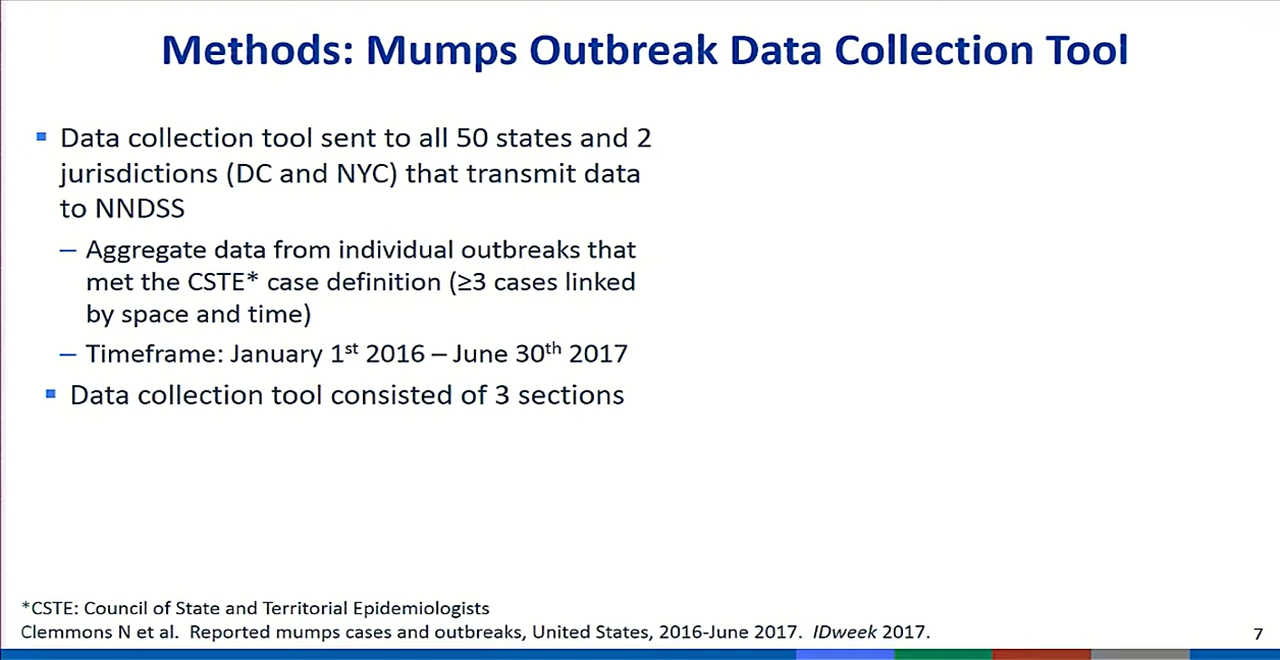 Methods: Mumps Outbreak Data Collection Tool
▪ Data collection tool sent to all 50 states and 2
jurisdictions (DC and NYC) that transmit data
to NNDSS
– Aggregate data from individual outbreaks that
met the CSTE* case definition (≥3 cases linked
by space and time)
– Timeframe: January 1st 2016 – June 30th 2017
▪ Data collection tool consisted of 3 sections
*CSTE: Council of State and Territorial Epidemiologists
Clemmons N et al. Reported mumps cases and outbreaks, United States, 2016-June 2017. IDweek 2017.
7